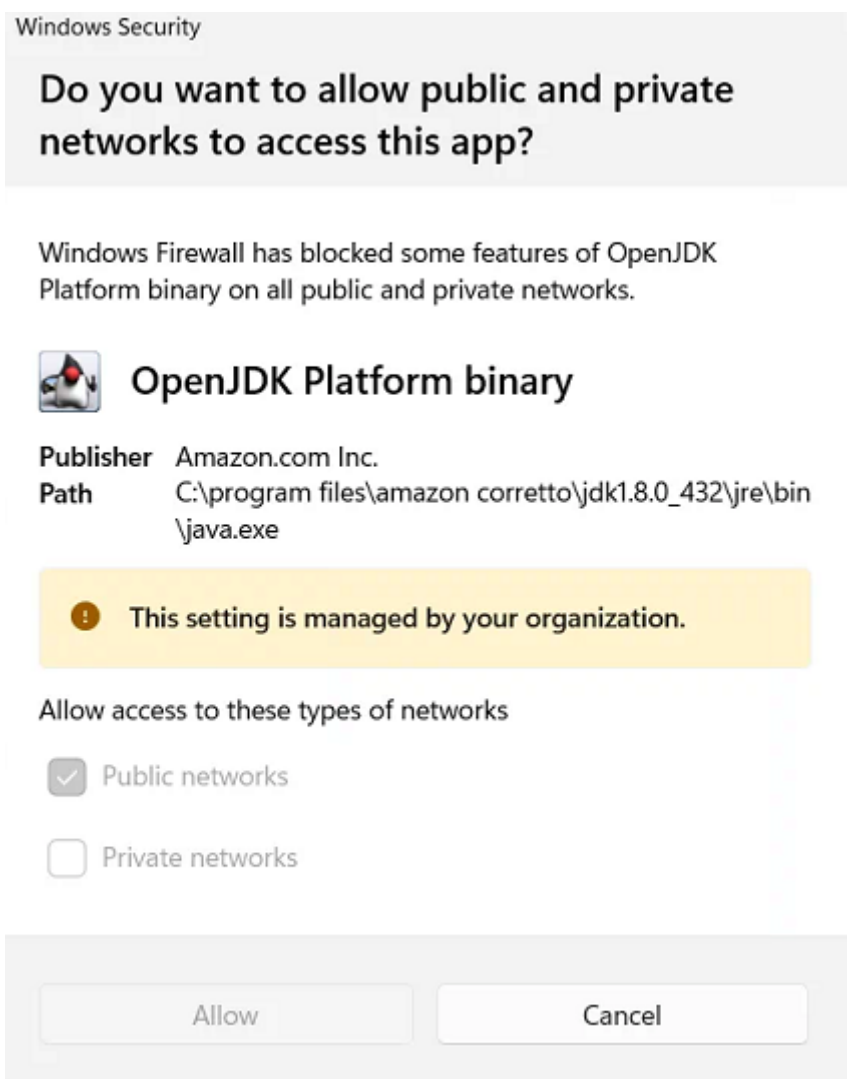 Windows Security
Do you want to allow public and private
networks to access this app?
Windows Firewall has blocked some features of OpenJDK
Platform binary on all public and private networks.
OpenJDK Platform binary
Publisher Amazon.com Inc.
Path C:\program files\amazon corretto\jdk1.8.0_432\jre\bin
\java.exe
This setting is managed by your organization.
Allow access to these types of networks
Public networks
Private networks
Allow Cancel